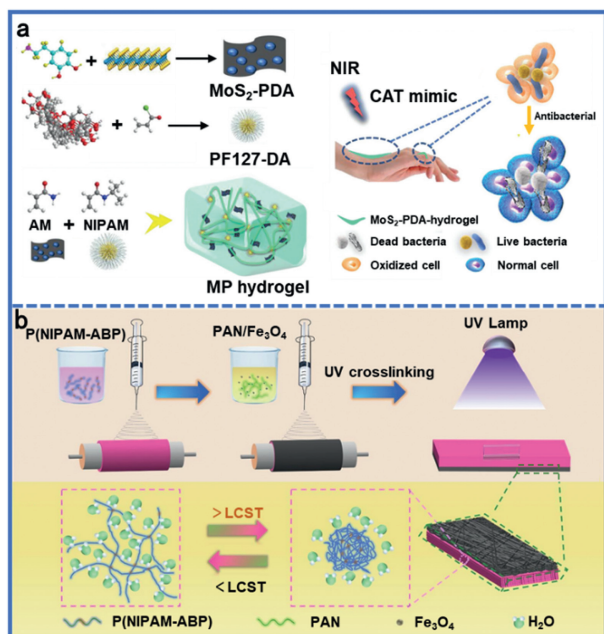 a
MoS₂-PDA
PF127-DA
AM + NIPAM
MP hydrogel
NIR
CAT mimic
Antibacterial
MoS₂-PDA-hydrogel
Dead bacteria
Live bacteria
Oxidized cell
Normal cell
b
P(NIPAM-ABP)
PAN/Fe₃O₄
UV crosslinking
UV Lamp
> LCST
< LCST
P(NIPAM-ABP)
PAN
Fe₃O₄
H₂O